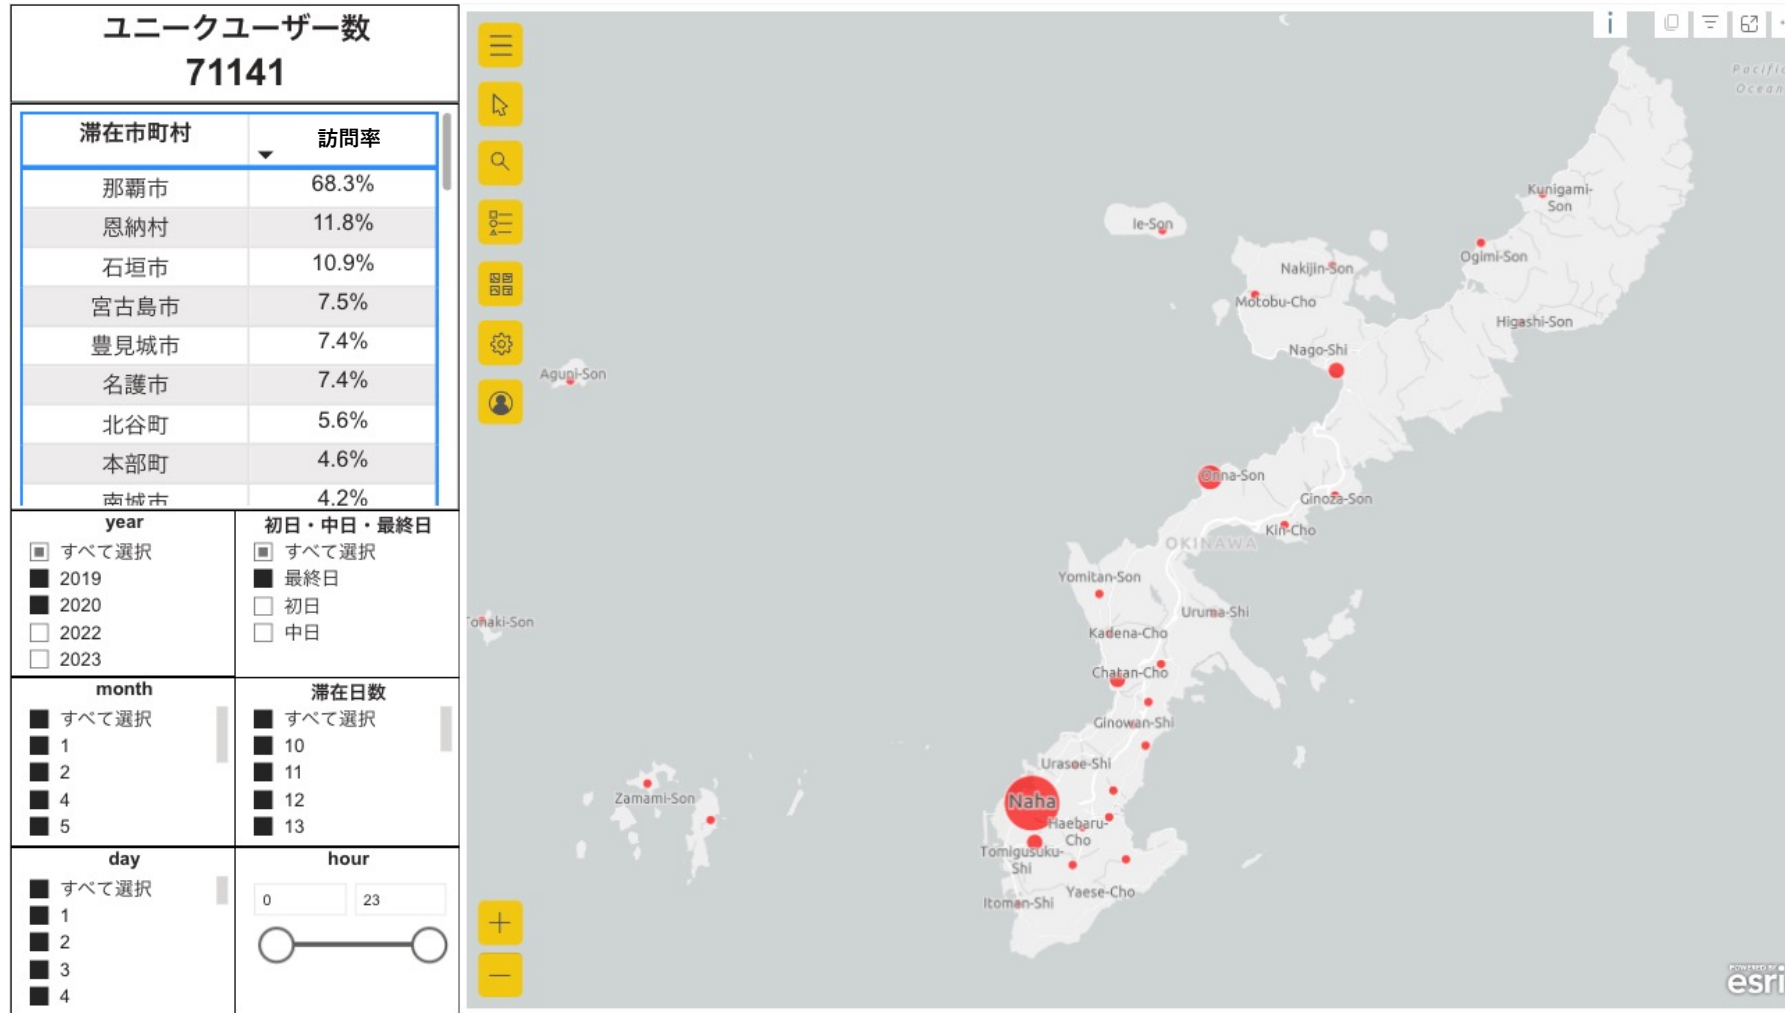 ユニークユーザー数
71141
滞在市町村 訪問率
那覇市 68.3%
恩納村 11.8%
石垣市 10.9%
宮古島市 7.5%
豊見城市 7.4%
名護市 7.4%
北谷町 5.6%
本部町 4.6%
南城市 4.2%
year
すべて選択
2019
2020
2022
2023
初日・中日・最終日
すべて選択
最終日
初日
中日
month
すべて選択
1
2
4
5
滞在日数
すべて選択
10
11
12
13
day
すべて選択
1
2
3
4
hour
0 23
Pacific
Ocean
Kunigami-
Son
Ie-Son
Ogimi-Son
Nakijin-Son
Motobu-Cho
Higashi-Son
Nago-Shi
Aguni-Son
Onna-Son
Ginoza-Son
Kin-Cho
OKINAWA
Yomitan-Son
Uruma-Shi
Tonaki-Son
Kadena-Cho
Chatan-Cho
Ginowan-Shi
Urasoe-Shi
Zamami-Son
Naha
Haebaru-
Cho
Tomigusuku-
Shi
Yaese-Cho
Itoman-Shi
POWERED BY
esri